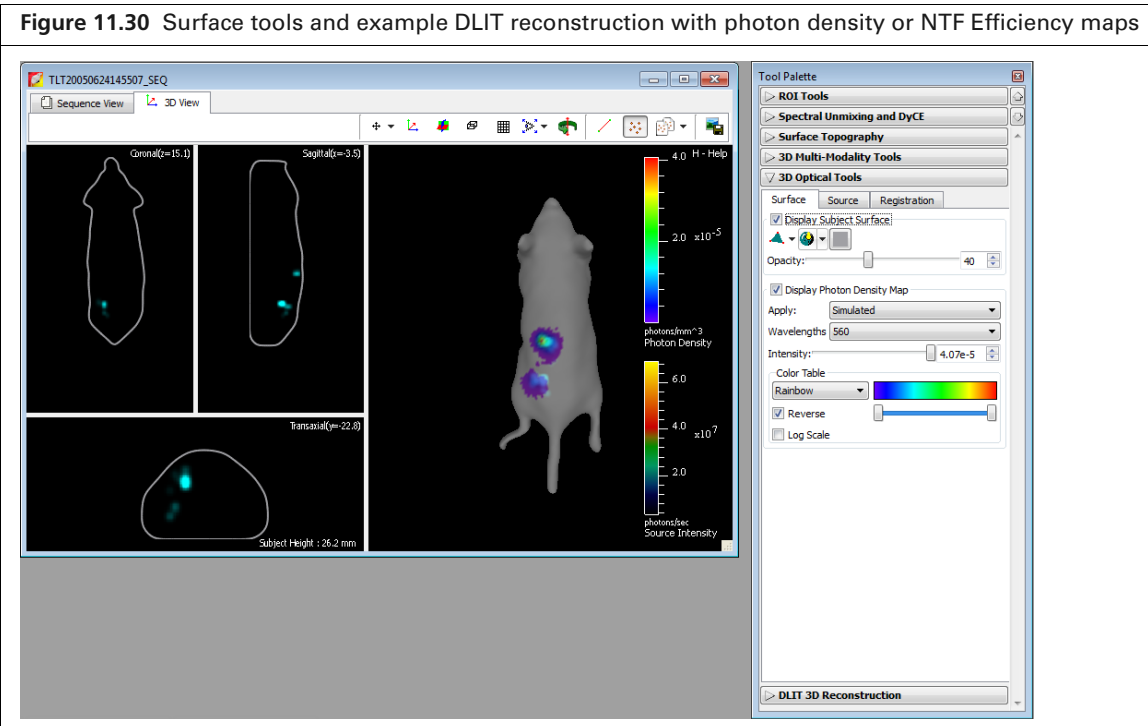 Figure 11.30 Surface tools and example DLIT reconstruction with photon density or NTF Efficiency maps
TLT20050624145507_SEQ
Sequence View
3D View
Coronal(z=15.1)
Sagittal(x=-3.5)
4.0
H - Help
2.0 x10-5
photons/mm^3
Photon Density
6.0
4.0 x10 7
2.0
photons/sec
Source Intensity
Transaxial(y=-22.8)
Subject Height : 26.2 mm
Tool Palette
ROI Tools
Spectral Unmixing and DyCE
Surface Topography
3D Multi-Modality Tools
3D Optical Tools
Surface Source Registration
Display Subject Surface
Opacity: 40
Display Photon Density Map
Apply: Simulated
Wavelengths 560
Intensity: 4.07e-5
Color Table
Rainbow
Reverse
Log Scale
DLIT 3D Reconstruction